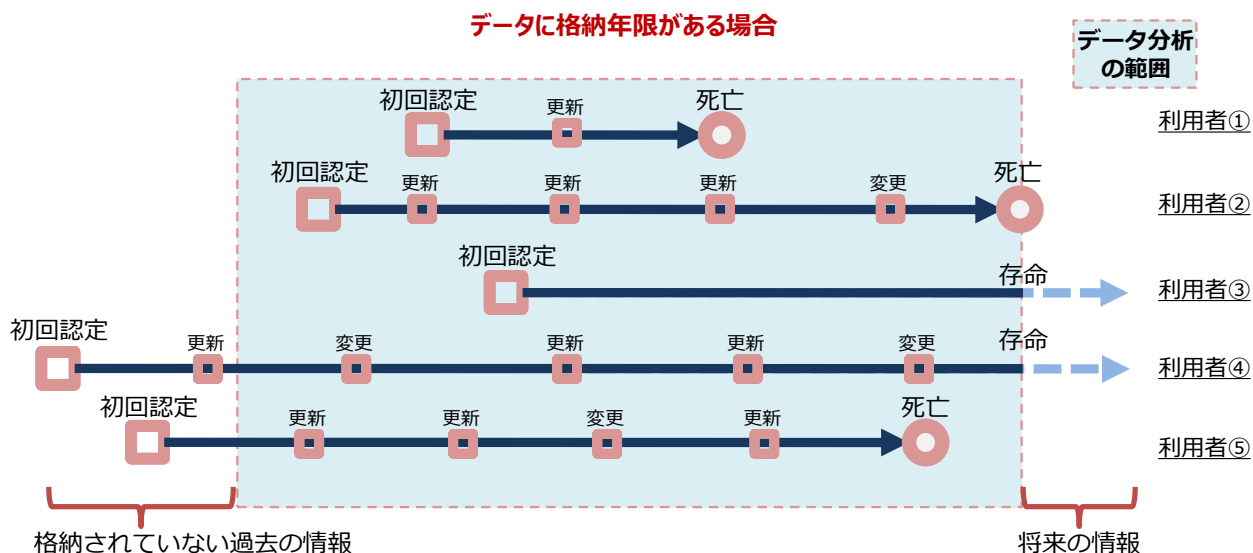 データに格納年限がある場合
データ分析
の範囲
初回認定
更新
死亡
利用者①
初回認定
更新
更新
更新
変更
死亡
利用者②
初回認定
存命
利用者③
初回認定
更新
変更
更新
更新
変更
存命
利用者④
初回認定
更新
更新
変更
更新
死亡
利用者⑤
格納されていない過去の情報
将来の情報